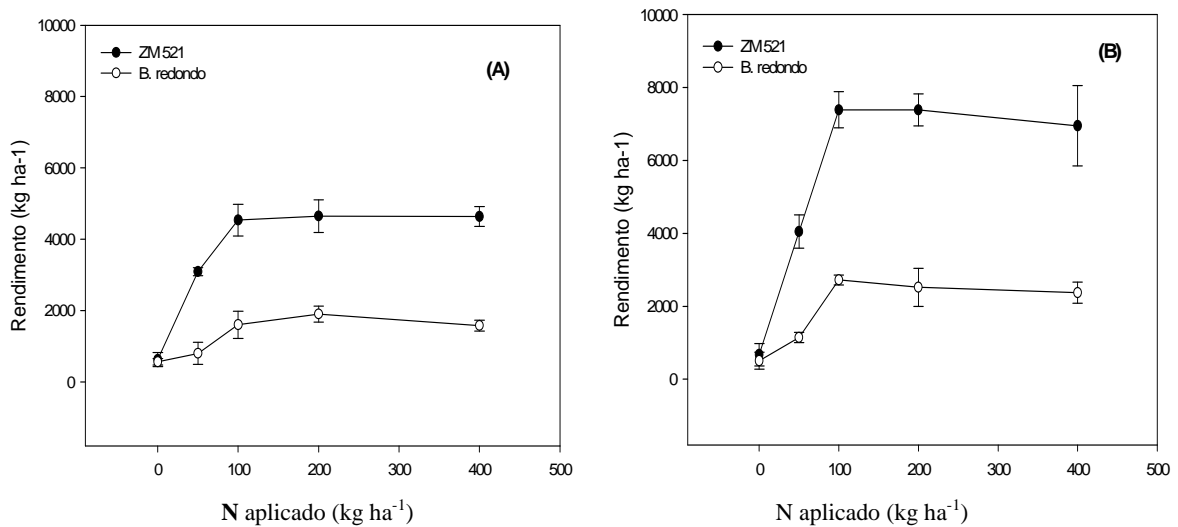 10000
8000
6000
4000
2000
0
Rendimento (kg ha-1)
ZM521
B. redondo
(A)
0 100 200 300 400 500
N aplicado (kg ha-1)
10000
8000
6000
4000
2000
0
Rendimento (kg ha-1)
ZM521
B. redondo
(B)
0 100 200 300 400 500
N aplicado (kg ha-1)